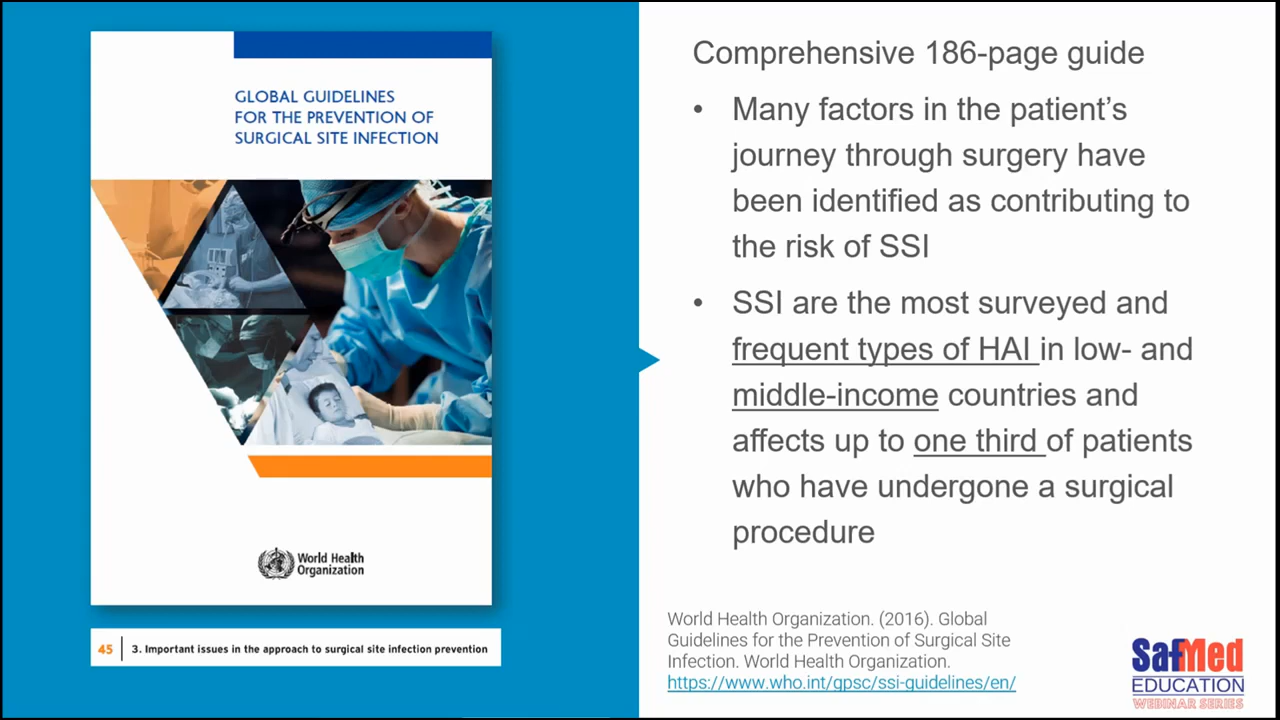 GLOBAL GUIDELINES
FOR THE PREVENTION OF
SURGICAL SITE INFECTION
World Health
Organization
45 | 3. Important issues in the approach to surgical site infection prevention
Comprehensive 186-page guide
• Many factors in the patient’s
journey through surgery have
been identified as contributing to
the risk of SSI
• SSI are the most surveyed and
frequent types of HAI in low- and
middle-income countries and
affects up to one third of patients
who have undergone a surgical
procedure
World Health Organization. (2016). Global
Guidelines for the Prevention of Surgical Site
Infection. World Health Organization.
https://www.who.int/gpsc/ssi-guidelines/en/
SafMed
EDUCATION
WEBINAR SERIES